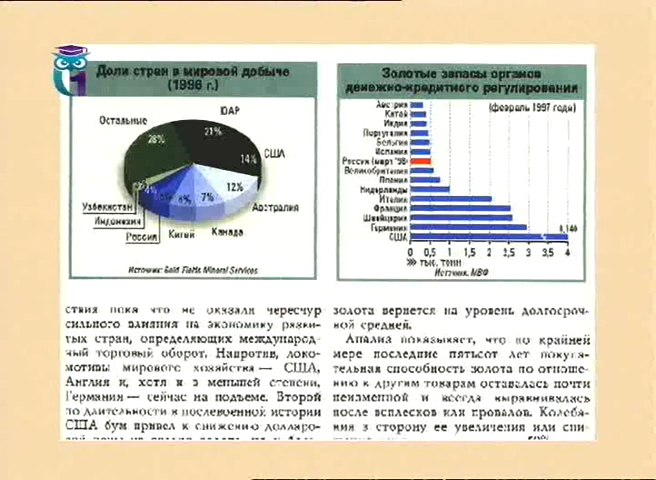 Доли стран в мировой добыче
(1996 г.)
Остальные
ЮАР
28%
21%
14%
США
12%
Австралия
7%
Канада
Китай
Россия
Индонезия
Узбекистан
Источник: Gold Fields Mineral Services
Золотые запасы органов
денежно-кредитного регулирования
(февраль 1997 года)
Австрия
Китай
Индия
Португалия
Бельгия
Испания
Россия (март '98)
Великобритания
Япония
Нидерланды
Италия
Франция
Швейцария
Германия
США
0 0,5 1 1,5 2 2,5 3 3,5 4
тыс. тонн
Источник. МВФ
ствия пока что не оказали чересчур
сильного влияния на экономику разви-
тых стран, определяющих международ-
ный торговый оборот. Напротив, локо-
мотивы мирового хозяйства — США,
Англия и, хотя и в меньшей степени,
Германия — сейчас на подъеме. Второй
по длительности в послевоенной истории
США бум привел к снижению долларо-
золота вернется на уровень долгосроч-
ной средней.
Анализ показывает, что по крайней
мере последние пятьсот лет покупа-
тельная способность золота по отноше-
нию к другим товарам оставалась почти
неизменной и всегда выравнивалась
после всплесков или провалов. Колеба-
ния в сторону ее увеличения или сни-